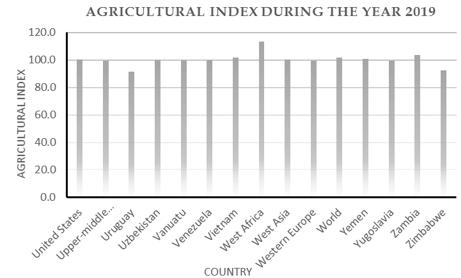 AGRICULTURAL INDEX DURING THE YEAR 2019
AGRICULTURAL INDEX
120.0
100.0
80.0
60.0
40.0
20.0
0.0
United States
Upper-middle...
Uruguay
Uzbekistan
Vanuatu
Venezuela
Vietnam
West Africa
West Asia
Western Europe
World
Yemen
Yugoslavia
Zambia
Zimbabwe
COUNTRY